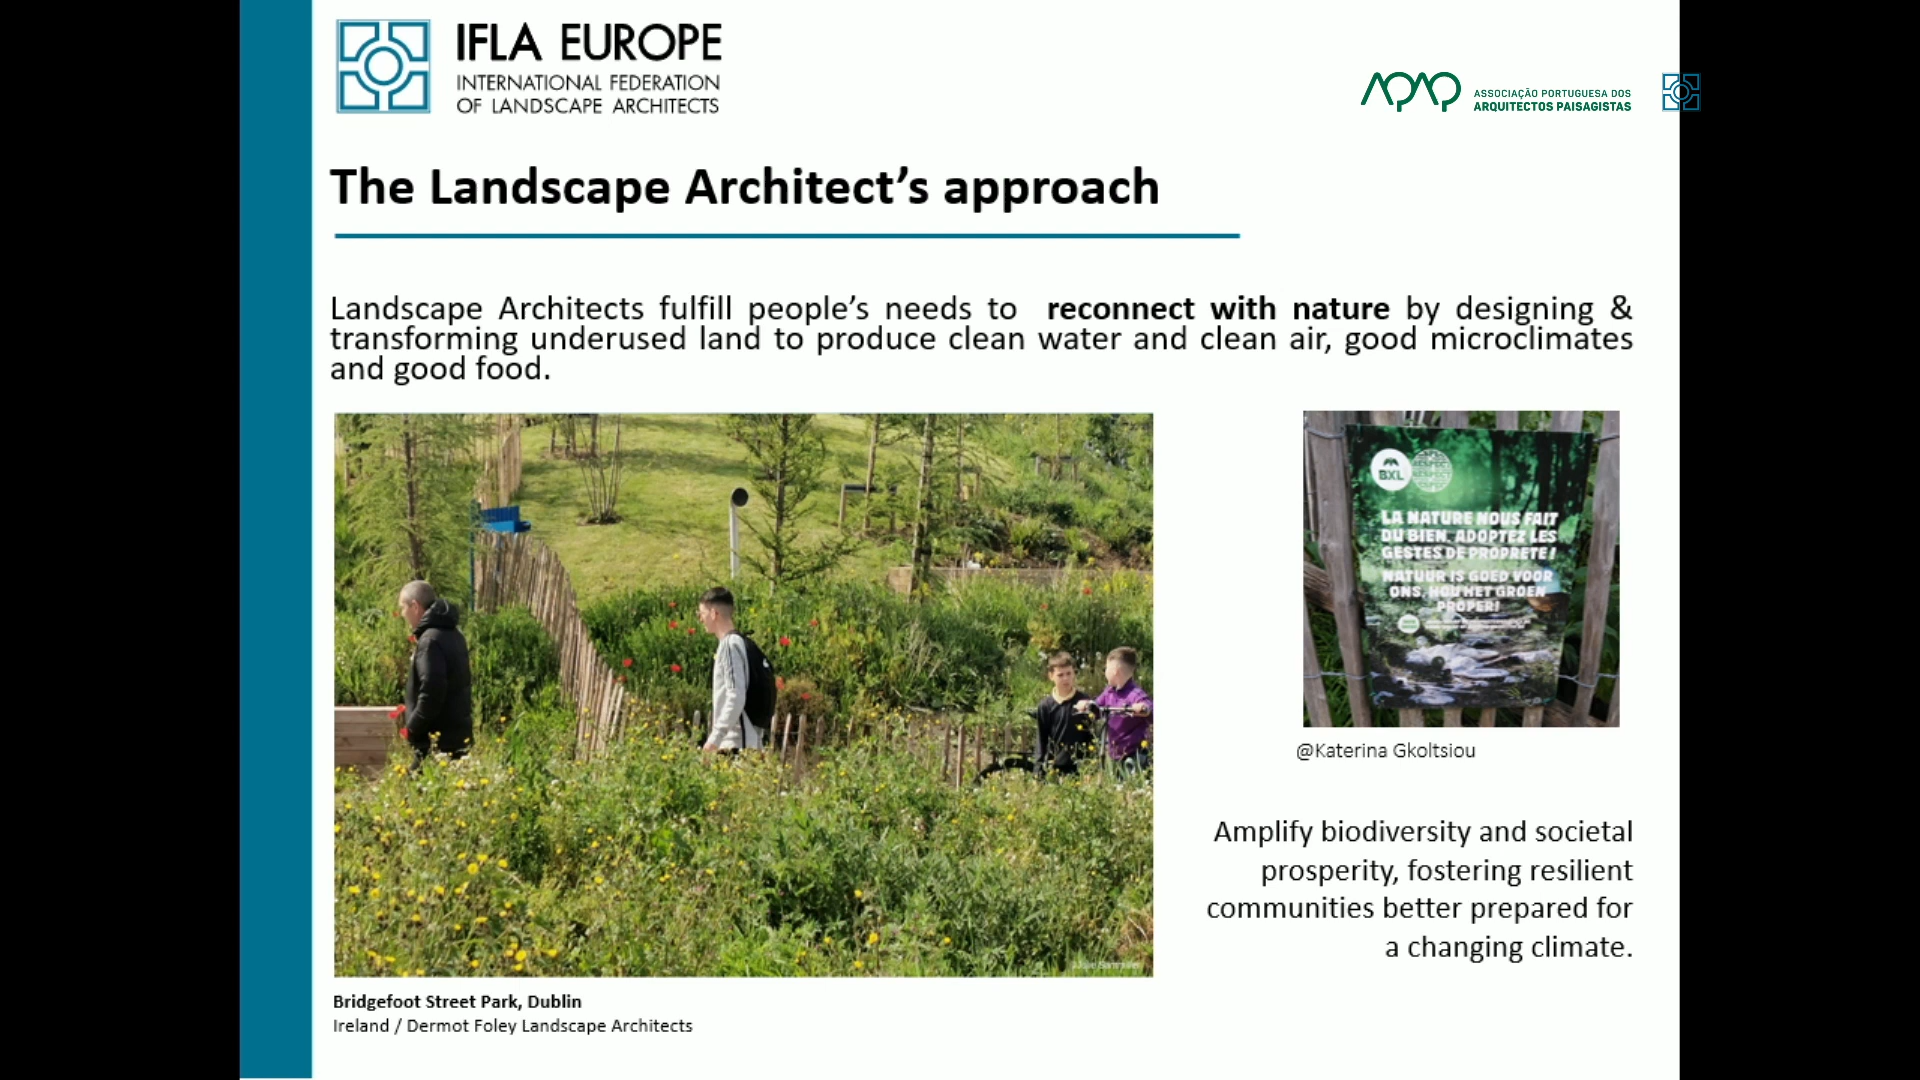 IFLA EUROPE
INTERNATIONAL FEDERATION
OF LANDSCAPE ARCHITECTS
ASSOCIAÇÃO PORTUGUESA DOS
ARQUITECTOS PAISAGISTAS
The Landscape Architect’s approach
Landscape Architects fulfill people’s needs to reconnect with nature by designing &
transforming underused land to produce clean water and clean air, good microclimates
and good food.
BXL
LA NATURE NOUS FAIT
DU BIEN, ADOPTEZ LES
GESTES DE PROPRETE !
NATUUR IS GOED VOOR
ONS, HOU HET GROEN
PROPER!
@Katerina Gkoltsiou
Amplify biodiversity and societal
prosperity, fostering resilient
communities better prepared for
a changing climate.
Bridgefoot Street Park, Dublin
Ireland / Dermot Foley Landscape Architects